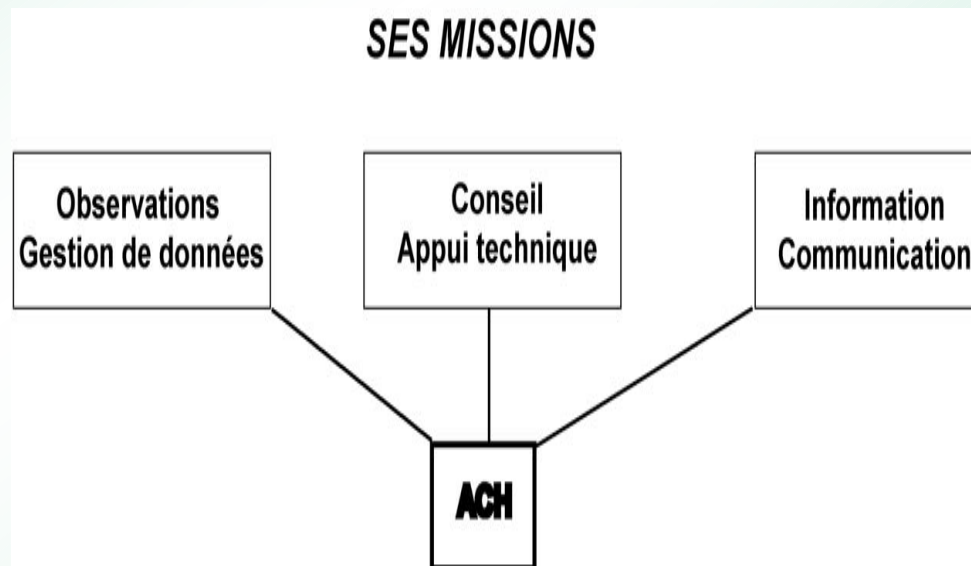 SES MISSIONS
Observations
Gestion de données
Conseil
Appui technique
Information
Communication
ACH